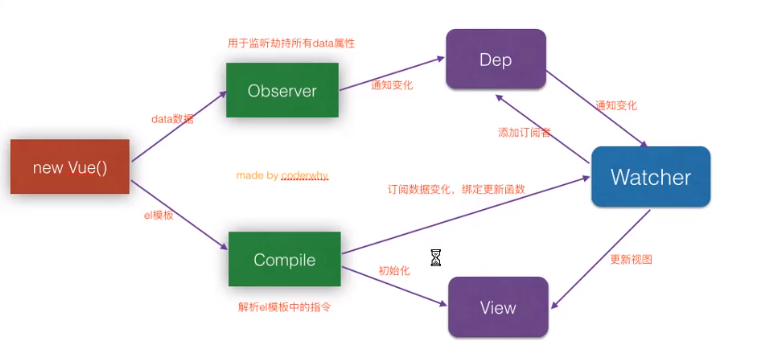 用于监听劫持所有data属性
Dep
Observer
通知变化
通知变化
data数据
添加订阅者
new Vue()
made by coderwhy
Watcher
订阅数据变化，绑定更新函数
el模板
Compile
初始化
更新视图
解析el模板中的指令
View